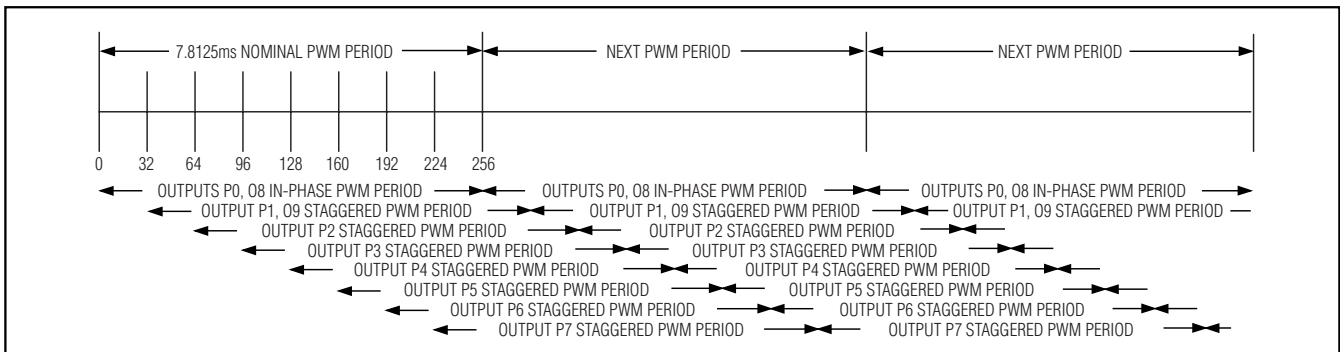 7.8125ms NOMINAL PWM PERIOD NEXT PWM PERIOD NEXT PWM PERIOD
0 32 64 96 128 160 192 224 256
OUTPUTS P0, O8 IN-PHASE PWM PERIOD OUTPUTS P0, O8 IN-PHASE PWM PERIOD OUTPUTS P0, O8 IN-PHASE PWM PERIOD
OUTPUT P1, O9 STAGGERED PWM PERIOD OUTPUT P1, O9 STAGGERED PWM PERIOD OUTPUT P1, O9 STAGGERED PWM PERIOD
OUTPUT P2 STAGGERED PWM PERIOD OUTPUT P2 STAGGERED PWM PERIOD
OUTPUT P3 STAGGERED PWM PERIOD OUTPUT P3 STAGGERED PWM PERIOD
OUTPUT P4 STAGGERED PWM PERIOD OUTPUT P4 STAGGERED PWM PERIOD
OUTPUT P5 STAGGERED PWM PERIOD OUTPUT P5 STAGGERED PWM PERIOD
OUTPUT P6 STAGGERED PWM PERIOD OUTPUT P6 STAGGERED PWM PERIOD
OUTPUT P7 STAGGERED PWM PERIOD OUTPUT P7 STAGGERED PWM PERIOD